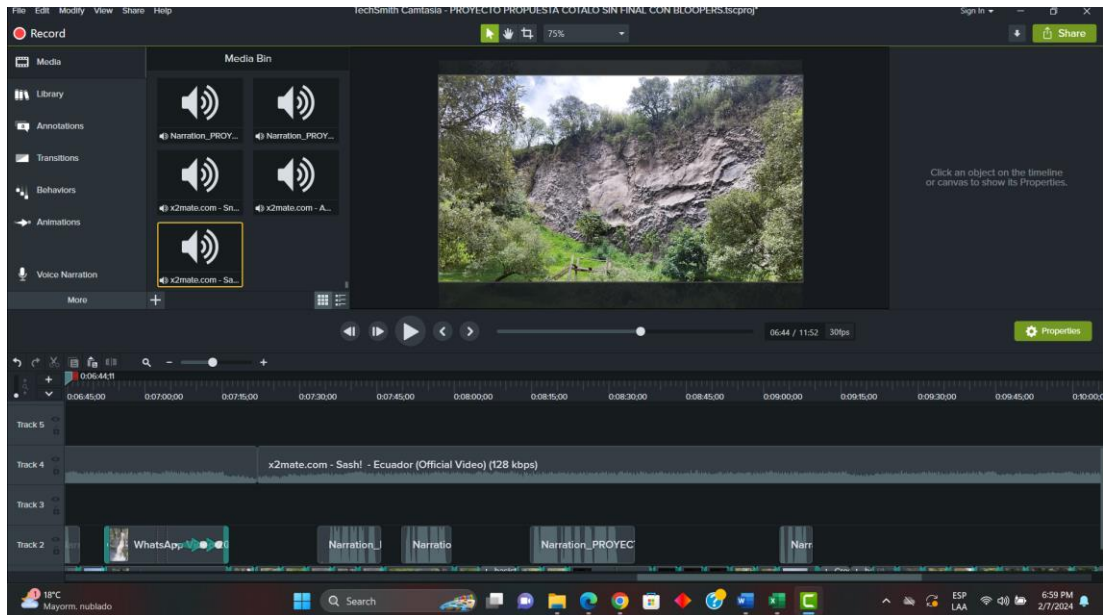 File Edit Modify View Share Help
TechSmith Camtasia - PROYECTO PROPUESTA COTALO SIN FINAL CON BLOOPERS.tscproj*
Sign In
Record
75%
Share
Media
Media Bin
Library
Annotations
Transitions
Behaviors
Animations
Voice Narration
More
Narration_PROY...
Narration_PROY...
x2mate.com - Sn...
x2mate.com - A...
x2mate.com - Sa...
Click an object on the timeline
or canvas to show its Properties.
06:44 / 11:52 30fps
Properties
0:06:44;11
0:06:45;00 0:07:00;00 0:07:15;00 0:07:30;00 0:07:45;00 0:08:00;00 0:08:15;00 0:08:30;00 0:08:45;00 0:09:00;00 0:09:15;00 0:09:30;00 0:09:45;00 0:10:00;0
Track 5
Track 4
x2mate.com - Sash! - Ecuador (Official Video) (128 kbps)
Track 3
Track 2
WhatsApp
Narration_
Narratio
Narration_PROYEC
Narr
18°C
Mayorm. nublado
Search
ESP
LAA
6:59 PM
2/7/2024